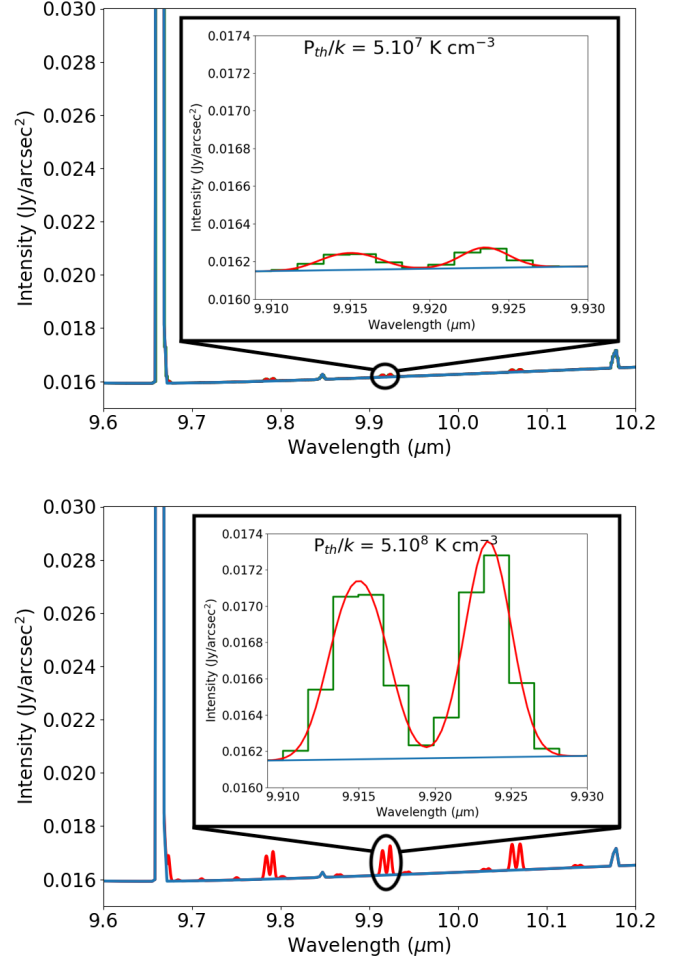 0.030
0.028
0.026
0.024
0.022
0.020
0.018
0.016
Intensity (Jy/arcsec²)
9.6 9.7 9.8 9.9 10.0 10.1 10.2
Wavelength (μm)
P_th/k = 5.10⁷ K cm⁻³
0.0174
0.0172
0.0170
0.0168
0.0166
0.0164
0.0162
0.0160
Intensity (Jy/arcsec²)
9.910 9.915 9.920 9.925 9.930
Wavelength (μm)
0.030
0.028
0.026
0.024
0.022
0.020
0.018
0.016
Intensity (Jy/arcsec²)
9.6 9.7 9.8 9.9 10.0 10.1 10.2
Wavelength (μm)
P_th/k = 5.10⁸ K cm⁻³
0.0174
0.0172
0.0170
0.0168
0.0166
0.0164
0.0162
0.0160
Intensity (Jy/arcsec²)
9.910 9.915 9.920 9.925 9.930
Wavelength (μm)